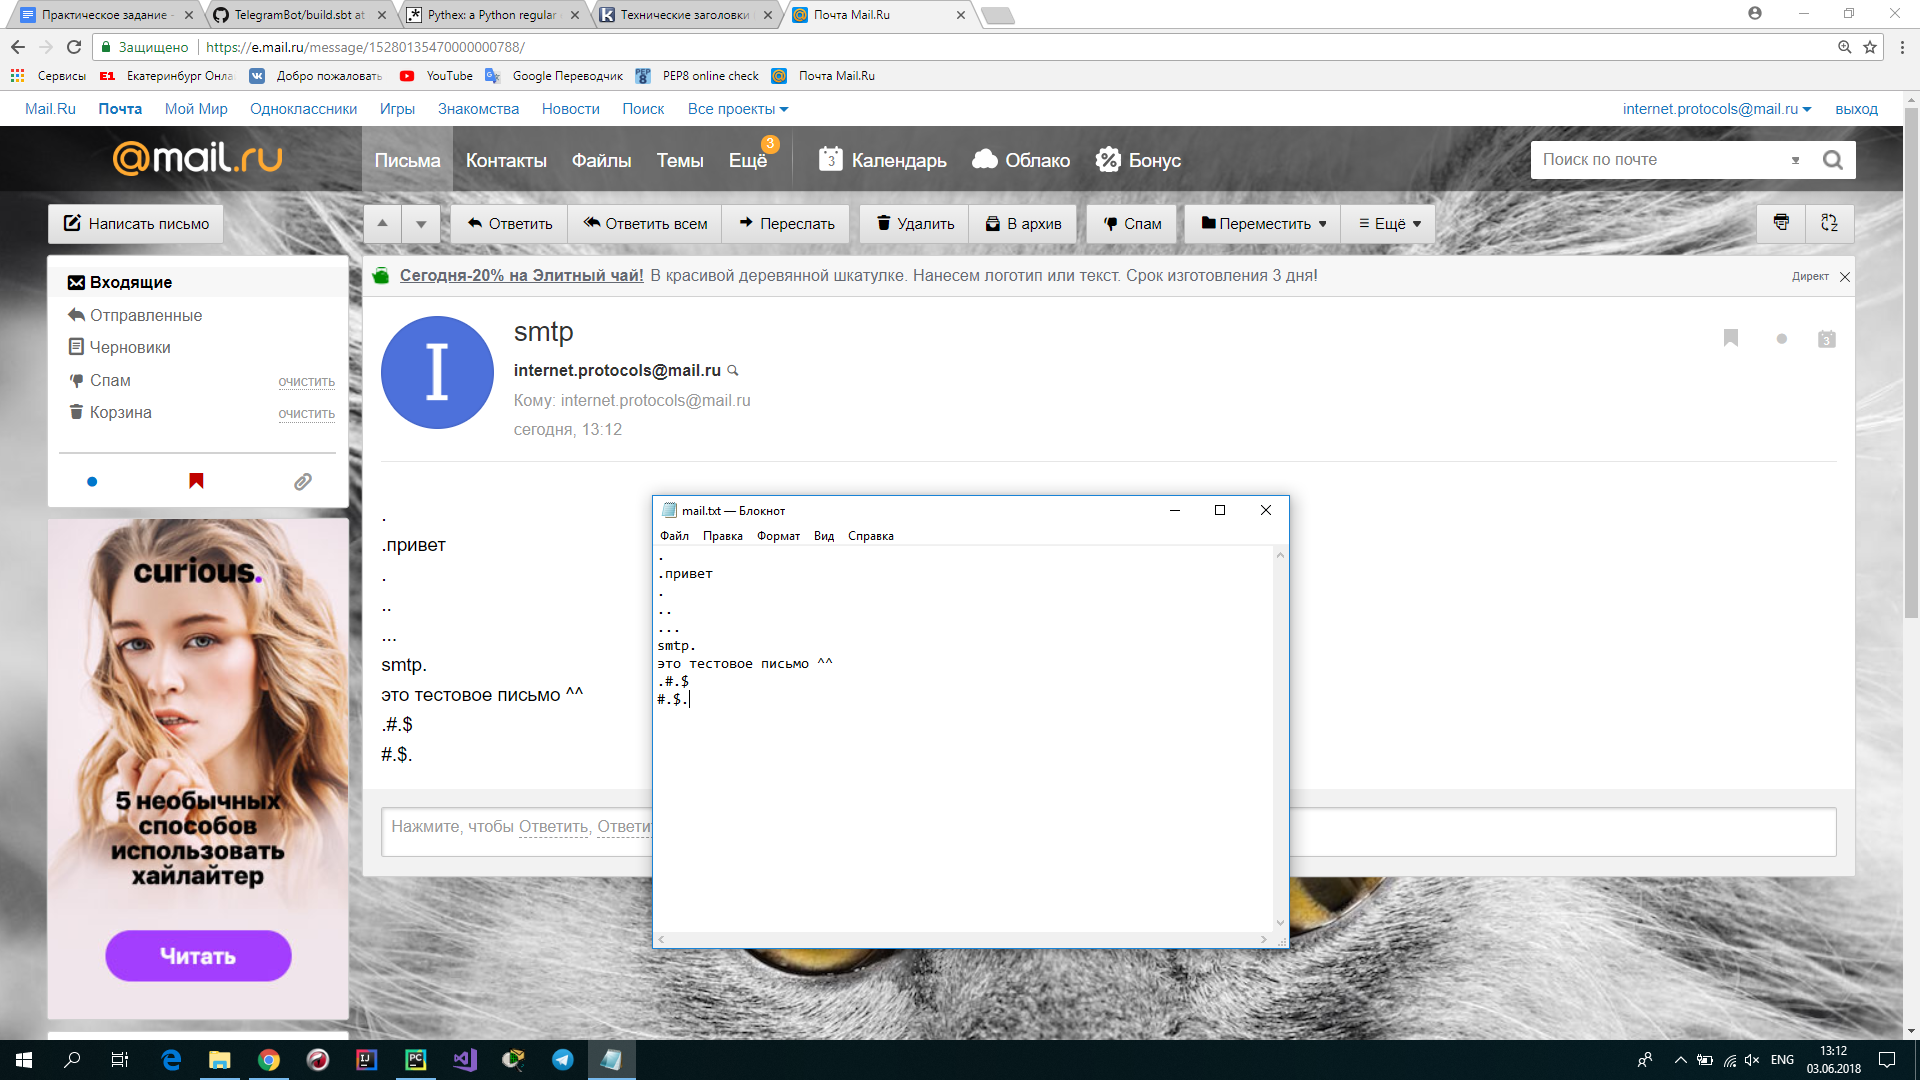 Практическое задание -
TelegramBot/build.sbt at
Pythex: a Python regular
Технические заголовки
Почта Mail.Ru
Защищено
https://e.mail.ru/message/15280135470000000788/
Сервисы
E1 Екатеринбург Онла
Добро пожаловать
YouTube
Google Переводчик
PEP8 online check
Почта Mail.Ru
Mail.Ru Почта Мой Мир Одноклассники Игры Знакомства Новости Поиск Все проекты
internet.protocols@mail.ru выход
@mail.ru
Письма Контакты Файлы Темы Ещё 3
3 Календарь Облако Бонус
Поиск по почте
Написать письмо
Ответить Ответить всем Переслать Удалить В архив Спам Переместить Ещё
Входящие
Отправленные
Черновики
Спам очистить
Корзина очистить
Сегодня-20% на Элитный чай! В красивой деревянной шкатулке. Нанесем логотип или текст. Срок изготовления 3 дня!
Директ
I
smtp
internet.protocols@mail.ru
Кому: internet.protocols@mail.ru
сегодня, 13:12
3
.
.привет
.
..
...
smtp.
это тестовое письмо ^^
.#.$
#.$.
Нажмите, чтобы Ответить, Ответи
mail.txt — Блокнот
Файл Правка Формат Вид Справка
.
.привет
.
..
...
smtp.
это тестовое письмо ^^
.#.$
#.$.
curious.
5 необычных
способов
использовать
хайлайтер
Читать
ENG
13:12
03.06.2018